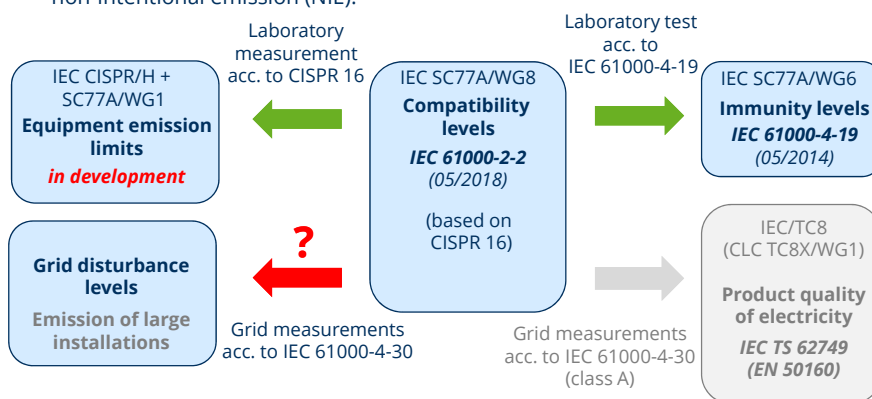 non-intentional emission (NIE).
Laboratory
measurement
acc. to CISPR 16
Laboratory test
acc. to
IEC 61000-4-19
IEC CISPR/H +
SC77A/WG1
Equipment emission
limits
in development
IEC SC77A/WG8
Compatibility
levels
IEC 61000-2-2
(05/2018)
(based on
CISPR 16)
IEC SC77A/WG6
Immunity levels
IEC 61000-4-19
(05/2014)
Grid disturbance
levels
Emission of large
installations
?
Grid measurements
acc. to IEC 61000-4-30
Grid measurements
acc. to IEC 61000-4-30
(class A)
IEC/TC8
(CLC TC8X/WG1)
Product quality
of electricity
IEC TS 62749
(EN 50160)